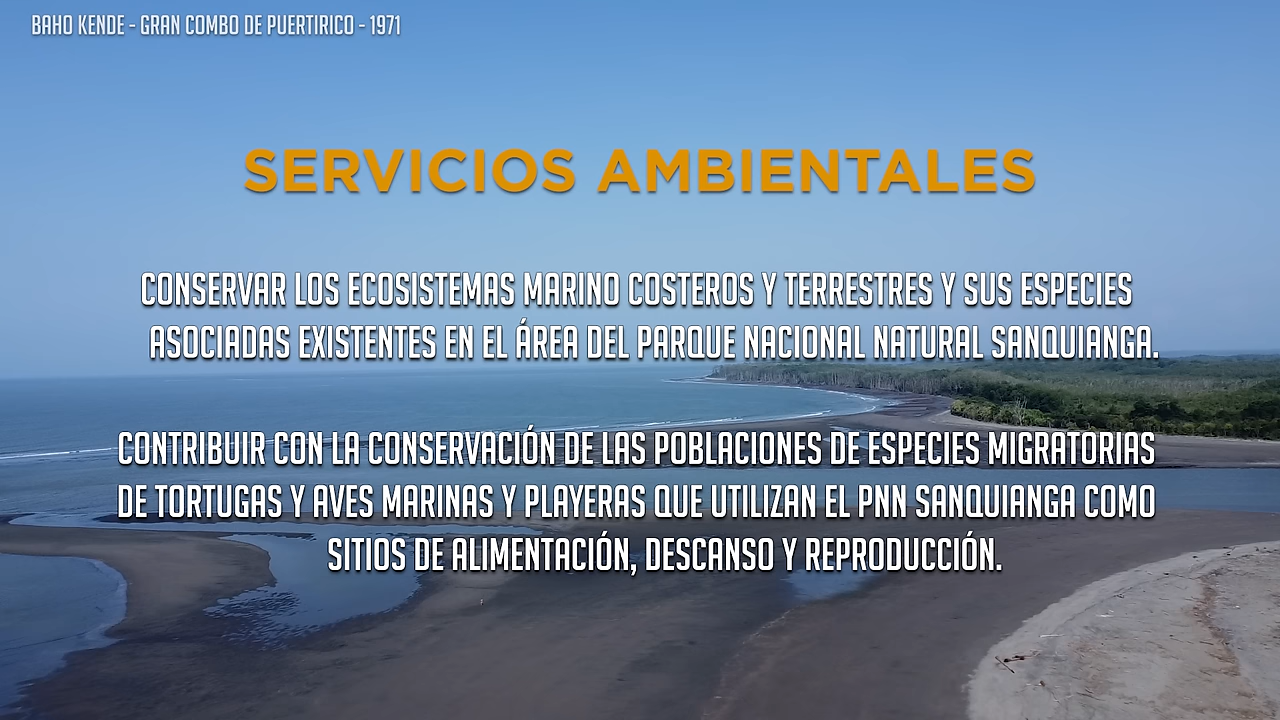 BAHO KENDE - GRAN COMBO DE PUERTIRICO - 1971
SERVICIOS AMBIENTALES
CONSERVAR LOS ECOSISTEMAS MARINO COSTEROS Y TERRESTRES Y SUS ESPECIES
ASOCIADAS EXISTENTES EN EL ÁREA DEL PARQUE NACIONAL NATURAL SANQUIANGA.
CONTRIBUIR CON LA CONSERVACIÓN DE LAS POBLACIONES DE ESPECIES MIGRATORIAS
DE TORTUGAS Y AVES MARINAS Y PLAYERAS QUE UTILIZAN EL PNN SANQUIANGA COMO
SITIOS DE ALIMENTACIÓN, DESCANSO Y REPRODUCCIÓN.